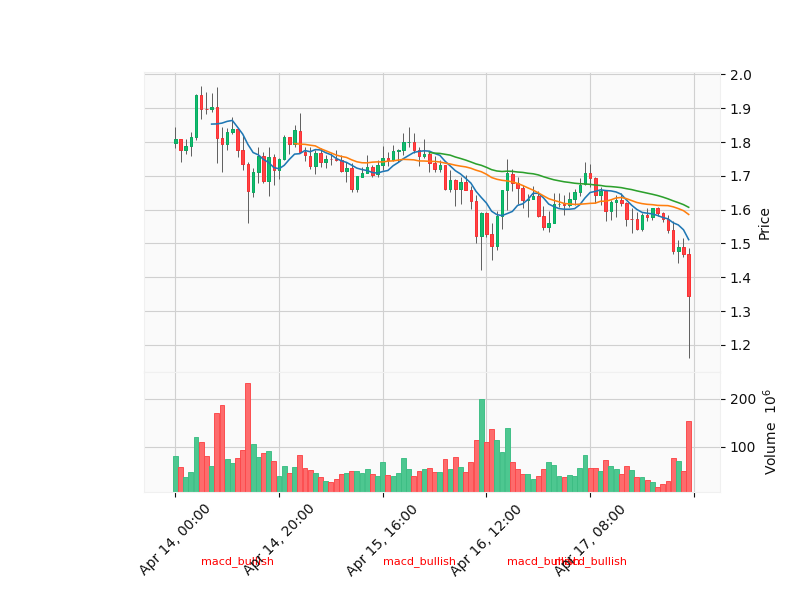 2.0
1.9
1.8
1.7
1.6
1.5
1.4
1.3
1.2
Price
200
100
Volume 10^6
Apr 14, 00:00
Apr 14, 20:00
Apr 15, 16:00
Apr 16, 12:00
Apr 17, 08:00
macd_bullish
macd_bullish
macd_bullish
macd_bullish